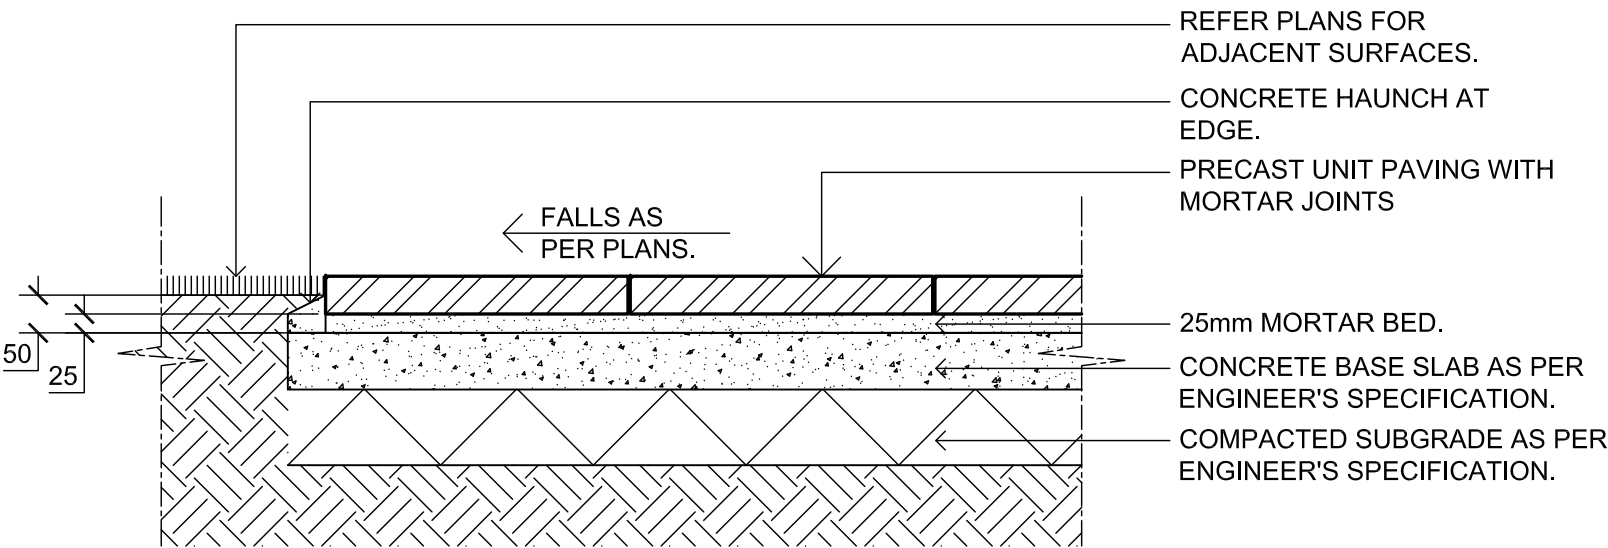 REFER PLANS FOR
ADJACENT SURFACES.
CONCRETE HAUNCH AT
EDGE.
PRECAST UNIT PAVING WITH
MORTAR JOINTS
FALLS AS
PER PLANS.
25mm MORTAR BED.
50
25
CONCRETE BASE SLAB AS PER
ENGINEER'S SPECIFICATION.
COMPACTED SUBGRADE AS PER
ENGINEER'S SPECIFICATION.